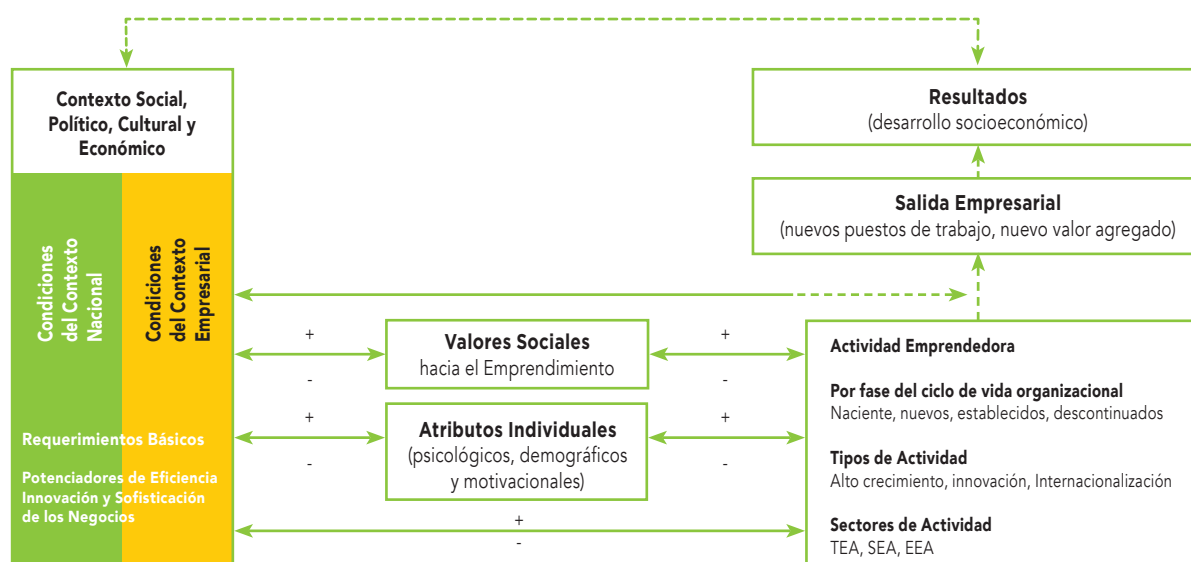 Contexto Social,
Político, Cultural y
Económico
Condiciones
del Contexto
Nacional
Condiciones
del Contexto
Empresarial
Requerimientos Básicos
Potenciadores de Eficiencia
Innovación y Sofisticación
de los Negocios
+
-
+
-
Valores Sociales
hacia el Emprendimiento
Atributos Individuales
(psicológicos, demográficos
y motivacionales)
+
-
+
-
+
-
Resultados
(desarrollo socioeconómico)
Salida Empresarial
(nuevos puestos de trabajo, nuevo valor agregado)
Actividad Emprendedora
Por fase del ciclo de vida organizacional
Naciente, nuevos, establecidos, descontinuados
Tipos de Actividad
Alto crecimiento, innovación, Internacionalización
Sectores de Actividad
TEA, SEA, EEA